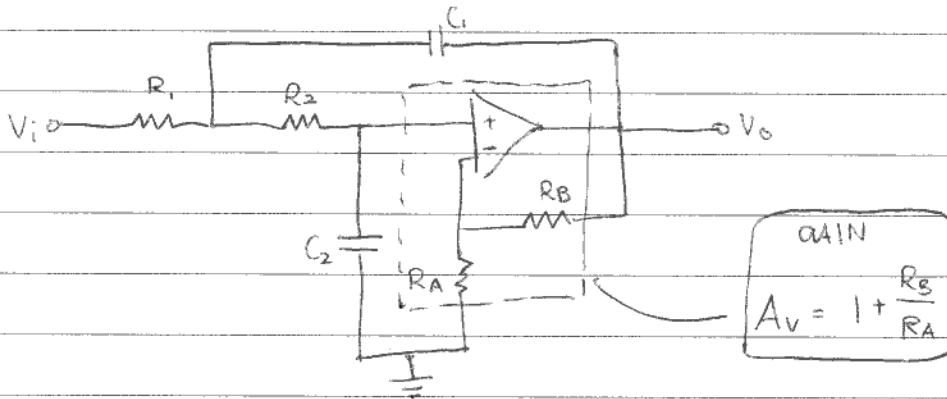 C₁
R₁
R₂
Vi
+
-
Vo
RB
C₂
RA
GAIN
Av = 1 + RB/RA